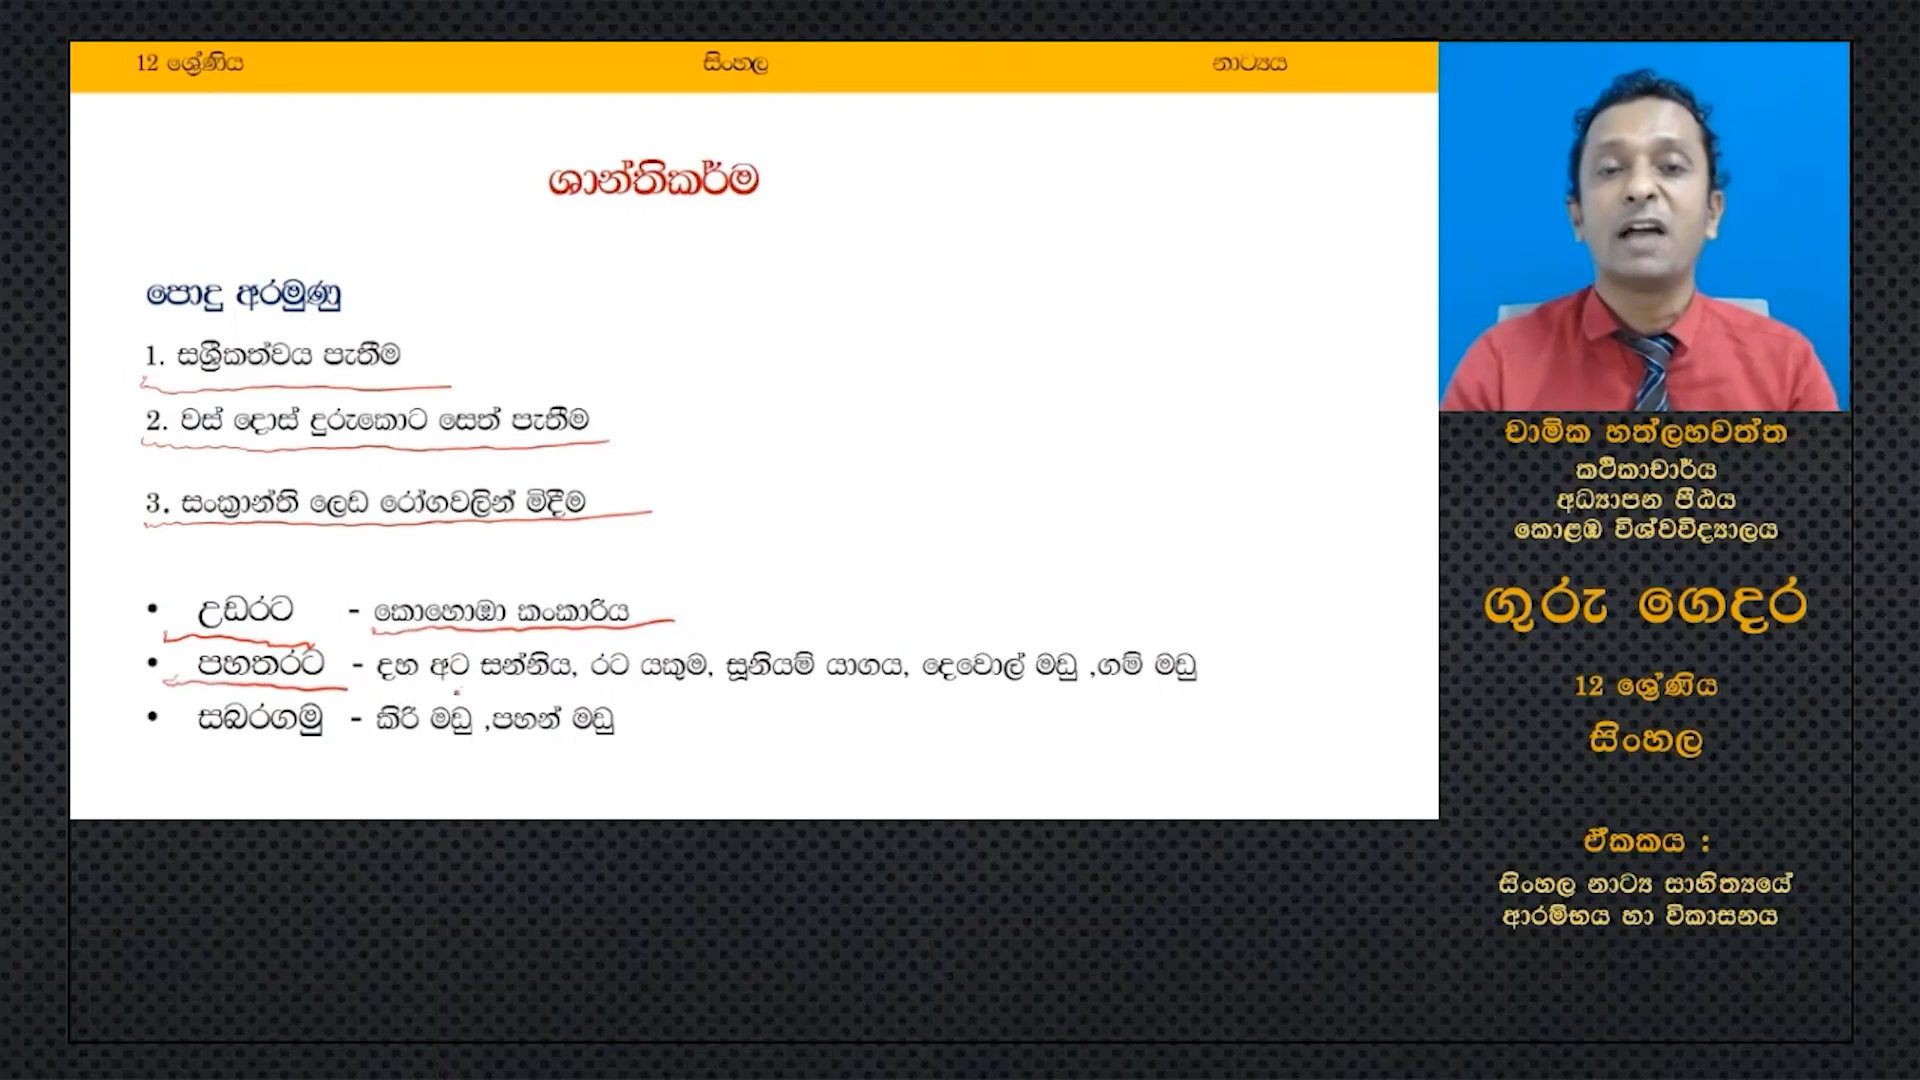 12 ශ්‍රේණිය සිංහල නාට්‍යය
ශාන්තිකර්ම
පොදු අරමුණු
1. සශ්‍රීකත්වය පැතීම
2. වස් දොස් දුරුකොට සෙත් පැතීම
3. සංක්‍රාන්ති ලෙඩ රෝගවලින් මිදීම
• උඩරට - කොහොඹා කංකාරිය
• පහතරට - දහ අට සන්නිය, රට යකුම, සූනියම් යාගය, දෙවොල් මඩු ,ගම් මඩු
• සබරගමු - කිරි මඩු ,පහන් මඩු
චාමික හත්ලහවත්ත
කථිකාචාර්ය
අධ්‍යාපන පීඨය
කොළඹ විශ්වවිද්‍යාලය
ගුරු ගෙදර
12 ශ්‍රේණිය
සිංහල
ඒකකය :
සිංහල නාට්‍ය සාහිත්‍යයේ
ආරම්භය හා විකාසනය